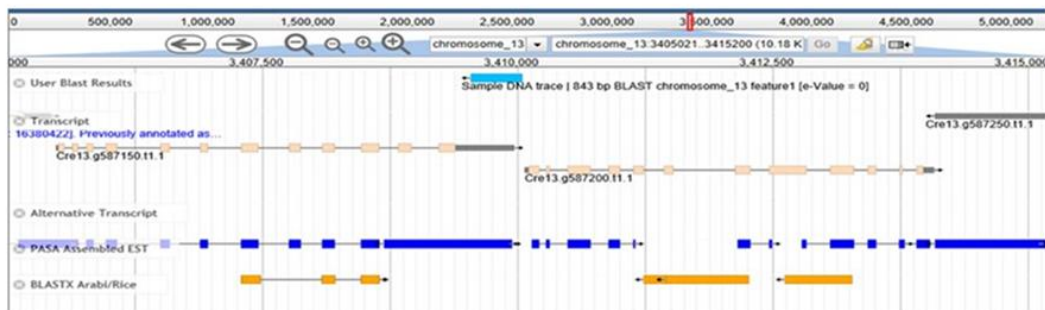 0 500,000 1,000,000 1,500,000 2,000,000 2,500,000 3,000,000 3,500,000 4,000,000 4,500,000 5,000,000
chromosome_13 chromosome_13:3405021..3415200 (10.18 K Go
000 3,407,500 3,410,000 3,412,500 3,415,000
User Blast Results
Sample DNA trace | 843 bp BLAST chromosome_13 feature1 [e-Value = 0]
Transcript
Cre13.g587250.t1.1
: 16380422]. Previously annotated as...
Cre13.g587150.t1.1
Cre13.g587200.t1.1
Alternative Transcript
PASA Assembled EST
BLASTX Arabi/Rice